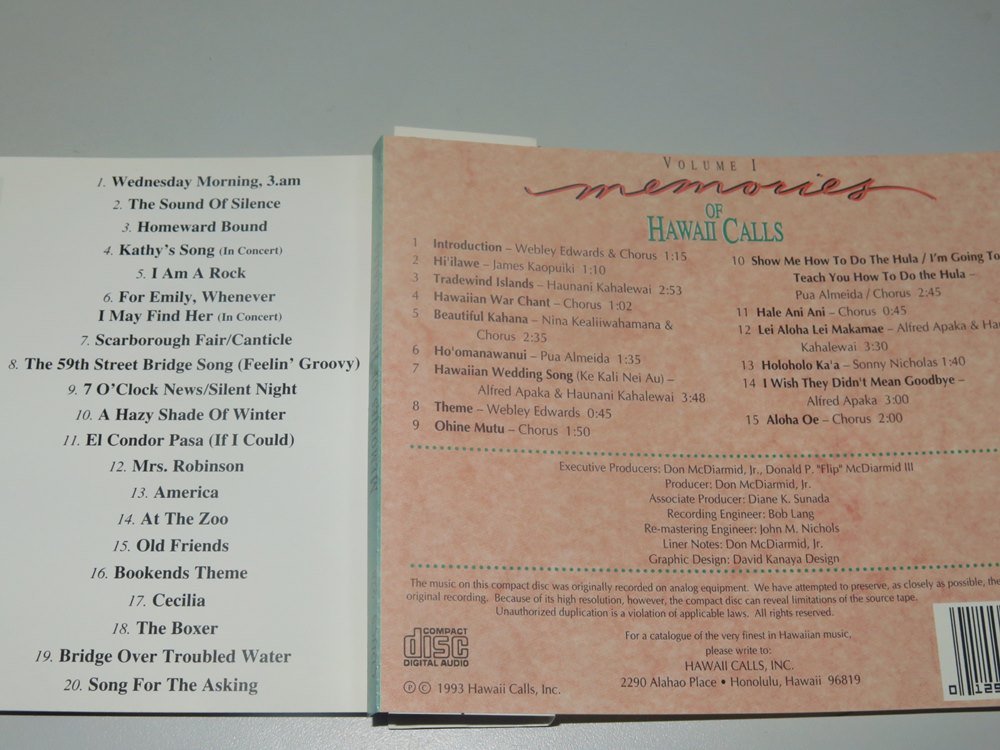 1. Wednesday Morning, 3.am
2. The Sound Of Silence
3. Homeward Bound
4. Kathy's Song (In Concert)
5. I Am A Rock
6. For Emily, Whenever
I May Find Her (In Concert)
7. Scarborough Fair/Canticle
8. The 59th Street Bridge Song (Feelin' Groovy)
9. 7 O'Clock News/Silent Night
10. A Hazy Shade Of Winter
11. El Condor Pasa (If I Could)
12. Mrs. Robinson
13. America
14. At The Zoo
15. Old Friends
16. Bookends Theme
17. Cecilia
18. The Boxer
19. Bridge Over Troubled Water
20. Song For The Asking
VOLUME I
memories
OF
HAWAII CALLS
1 Introduction – Webley Edwards & Chorus 1:15
2 Hi'ilawe – James Kaopuiki 1:10
3 Tradewind Islands – Haunani Kahalewai 2:53
4 Hawaiian War Chant – Chorus 1:02
5 Beautiful Kahana – Nina Kealiiwahamana &
Chorus 2:35
6 Ho'omanawanui – Pua Almeida 1:35
7 Hawaiian Wedding Song (Ke Kali Nei Au) –
Alfred Apaka & Haunani Kahalewai 3:48
8 Theme – Webley Edwards 0:45
9 Ohine Mutu – Chorus 1:50
10 Show Me How To Do The Hula / I'm Going To
Teach You How To Do the Hula –
Pua Almeida / Chorus 2:45
11 Hale Ani Ani – Chorus 0:45
12 Lei Aloha Lei Makamae – Alfred Apaka &
Kahalewai 3:30
13 Holoholo Ka'a – Sonny Nicholas 1:40
14 I Wish They Didn't Mean Goodbye –
Alfred Apaka 3:00
15 Aloha Oe – Chorus 2:00
Executive Producers: Don McDiarmid, Jr., Donald P. "Flip" McDiarmid III
Producer: Don McDiarmid, Jr.
Associate Producer: Diane K. Sunada
Recording Engineer: Bob Lang
Re-mastering Engineer: John M. Nichols
Liner Notes: Don McDiarmid, Jr.
Graphic Design: David Kanaya Design
The music on this compact disc was originally recorded on analog equipment. We have attempted to preserve, as closely as possible, the
original recording. Because of its high resolution, however, the compact disc can reveal limitations of the source tape.
Unauthorized duplication is a violation of applicable laws. All rights reserved.
COMPACT
disc
DIGITAL AUDIO
For a catalogue of the very finest in Hawaiian music,
please write to:
HAWAII CALLS, INC.
2290 Alahao Place • Honolulu, Hawaii 96819
℗ © 1993 Hawaii Calls, Inc.